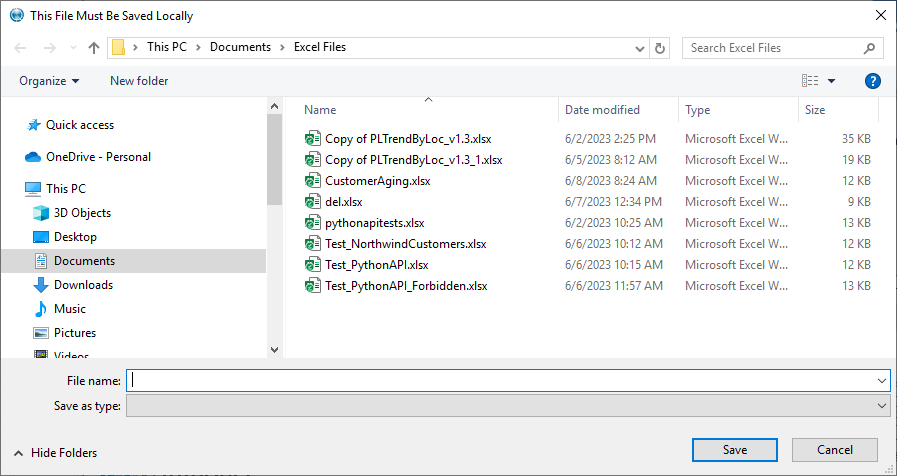 This File Must Be Saved Locally
This PC > Documents > Excel Files
Search Excel Files
Organize
New folder
?
Quick access
OneDrive - Personal
This PC
3D Objects
Desktop
Documents
Downloads
Music
Pictures
Videos
Name Date modified Type Size
Copy of PLTrendByLoc_v1.3.xlsx 6/2/2023 2:25 PM Microsoft Excel W... 35 KB
Copy of PLTrendByLoc_v1.3_1.xlsx 6/5/2023 8:12 AM Microsoft Excel W... 19 KB
CustomerAging.xlsx 6/8/2023 8:24 AM Microsoft Excel W... 12 KB
del.xlsx 6/7/2023 12:34 PM Microsoft Excel W... 9 KB
pythonapitests.xlsx 6/2/2023 10:25 AM Microsoft Excel W... 13 KB
Test_NorthwindCustomers.xlsx 6/6/2023 10:12 AM Microsoft Excel W... 12 KB
Test_PythonAPI.xlsx 6/6/2023 10:15 AM Microsoft Excel W... 12 KB
Test_PythonAPI_Forbidden.xlsx 6/6/2023 11:57 AM Microsoft Excel W... 13 KB
File name:
Save as type:
Hide Folders
Save
Cancel